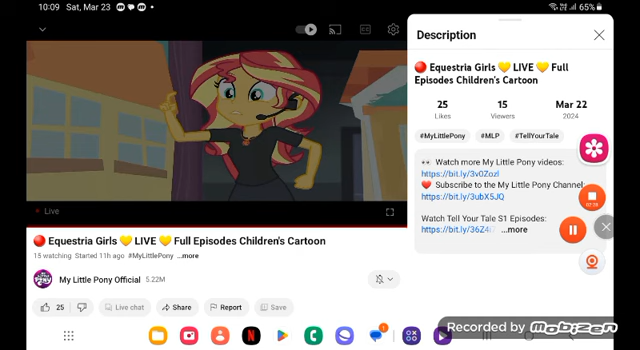 10:09 Sat, Mar 23
65%
Description
🔴 Equestria Girls 💛 LIVE 💛 Full
Episodes Children's Cartoon
25 15 Mar 22
Likes Viewers 2024
#MyLittlePony #MLP #TellYourTale
👀 Watch more My Little Pony videos:
https://bit.ly/3v0Zozl
❤️ Subscribe to the My Little Pony Channel:
https://bit.ly/3ubX5JQ
Watch Tell Your Tale S1 Episodes:
...more
Live
🔴 Equestria Girls 💛 LIVE 💛 Full Episodes Children's Cartoon
15 watching Started 11h ago #MyLittlePony ...more
My Little Pony Official 5.22M
25 Live chat Share Report Save
Recorded by Mobizen